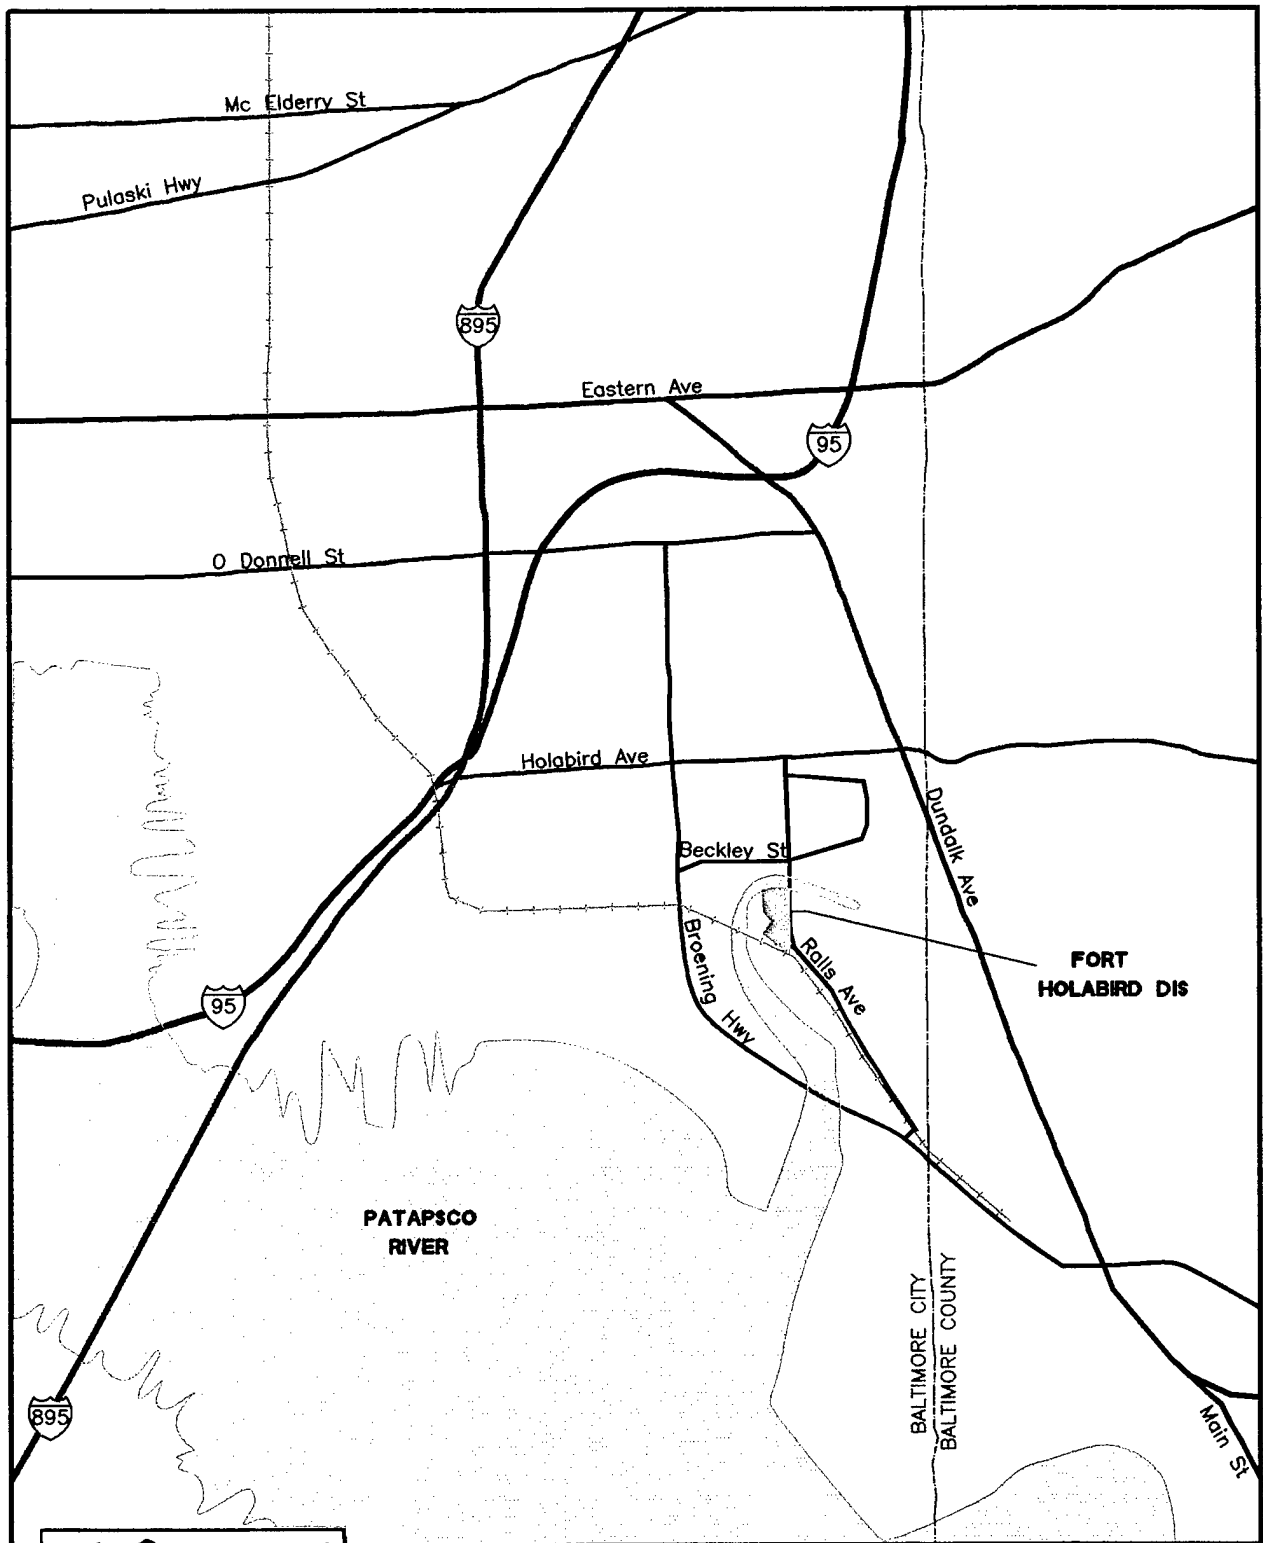 Mc Elderry St
Pulaski Hwy
895
Eastern Ave
95
O Donnell St
Holabird Ave
Dundalk Ave
Beckley St
Broening Hwy
Ralls Ave
FORT
HOLABIRD DIS
95
PATAPSCO
RIVER
BALTIMORE CITY
BALTIMORE COUNTY
895
Main St